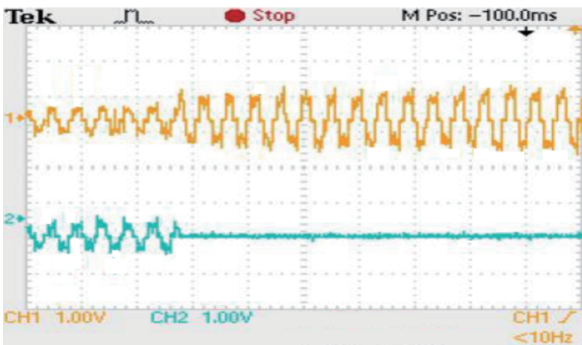 Tek Stop M Pos: -100.0ms
1
2
CH1 1.00V CH2 1.00V CH1
<10Hz